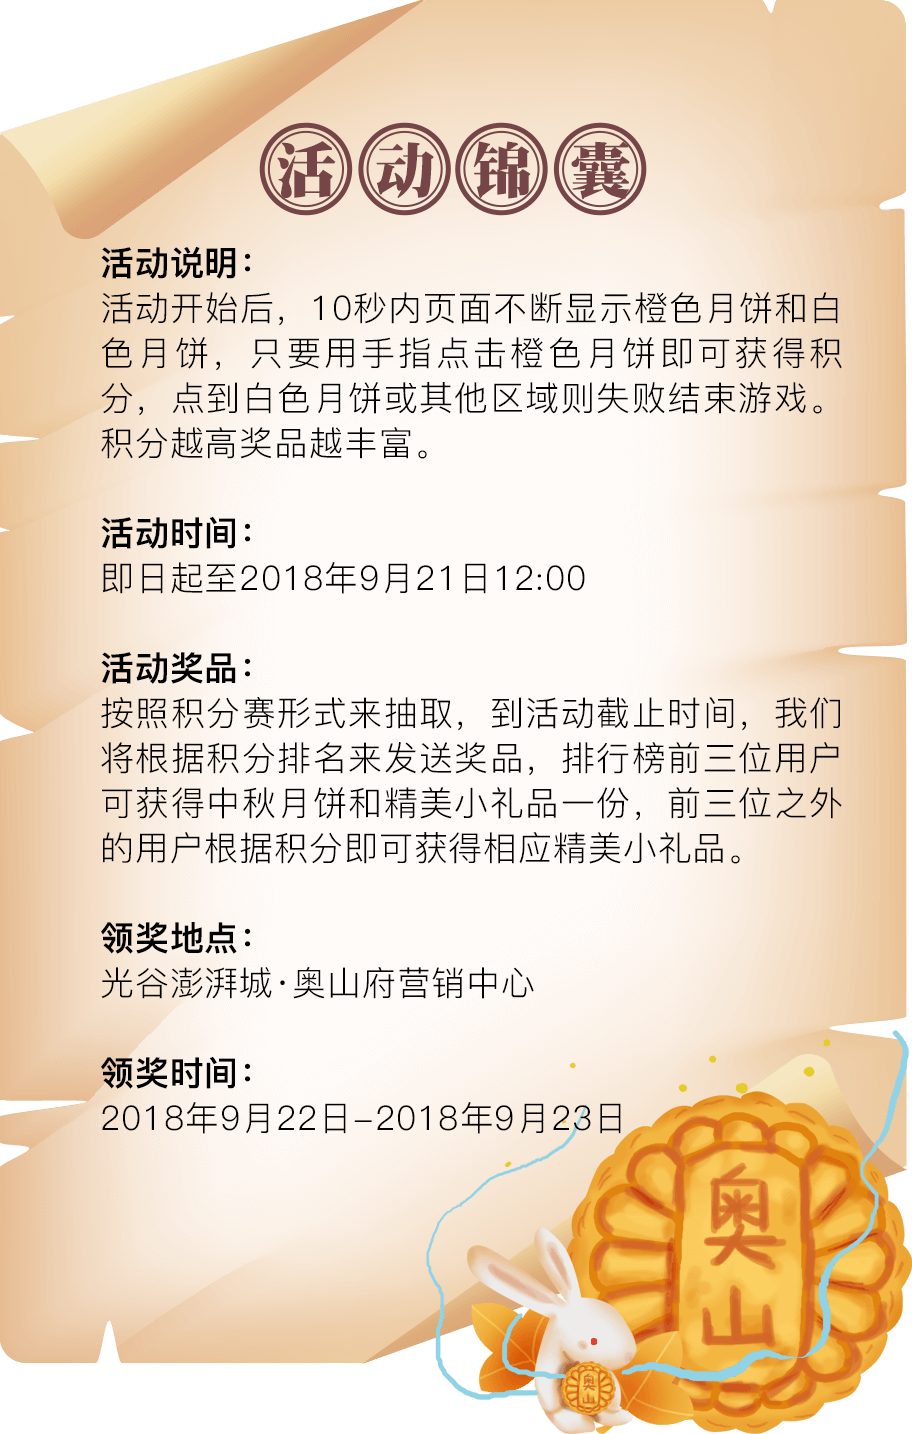 活动锦囊
活动说明：
活动开始后，10秒内页面不断显示橙色月饼和白
色月饼，只要用手指点击橙色月饼即可获得积
分，点到白色月饼或其他区域则失败结束游戏。
积分越高奖品越丰富。
活动时间：
即日起至2018年9月21日12:00
活动奖品：
按照积分赛形式来抽取，到活动截止时间，我们
将根据积分排名来发送奖品，排行榜前三位用户
可获得中秋月饼和精美小礼品一份，前三位之外
的用户根据积分即可获得相应精美小礼品。
领奖地点：
光谷澎湃城·奥山府营销中心
领奖时间：
2018年9月22日-2018年9月23日
奥
山
奥
山